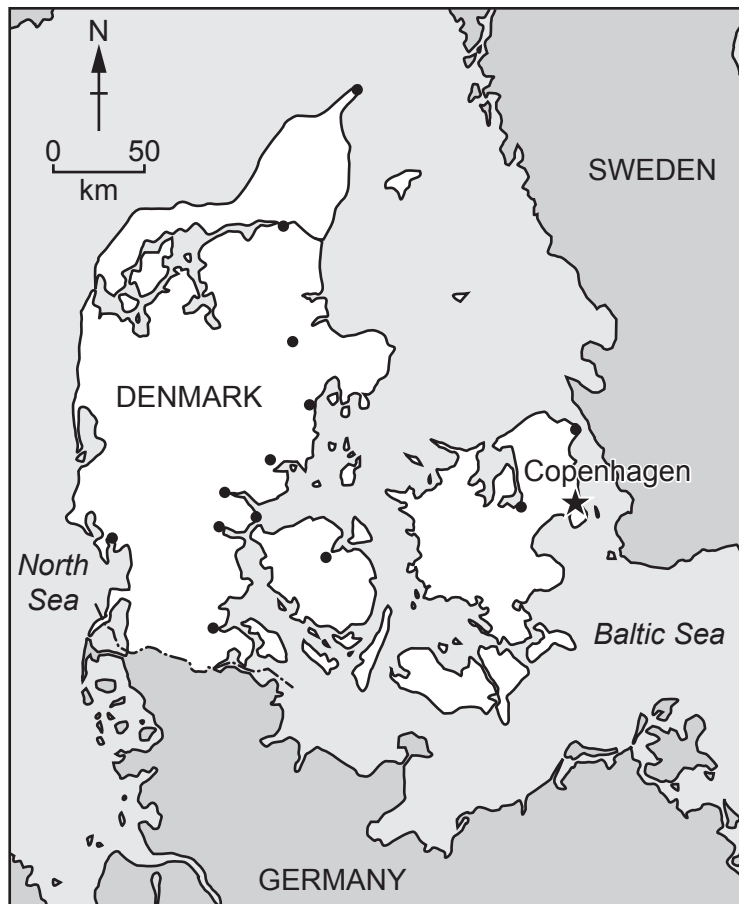 N
0 50
km
SWEDEN
DENMARK
Copenhagen
North
Sea
Baltic Sea
GERMANY